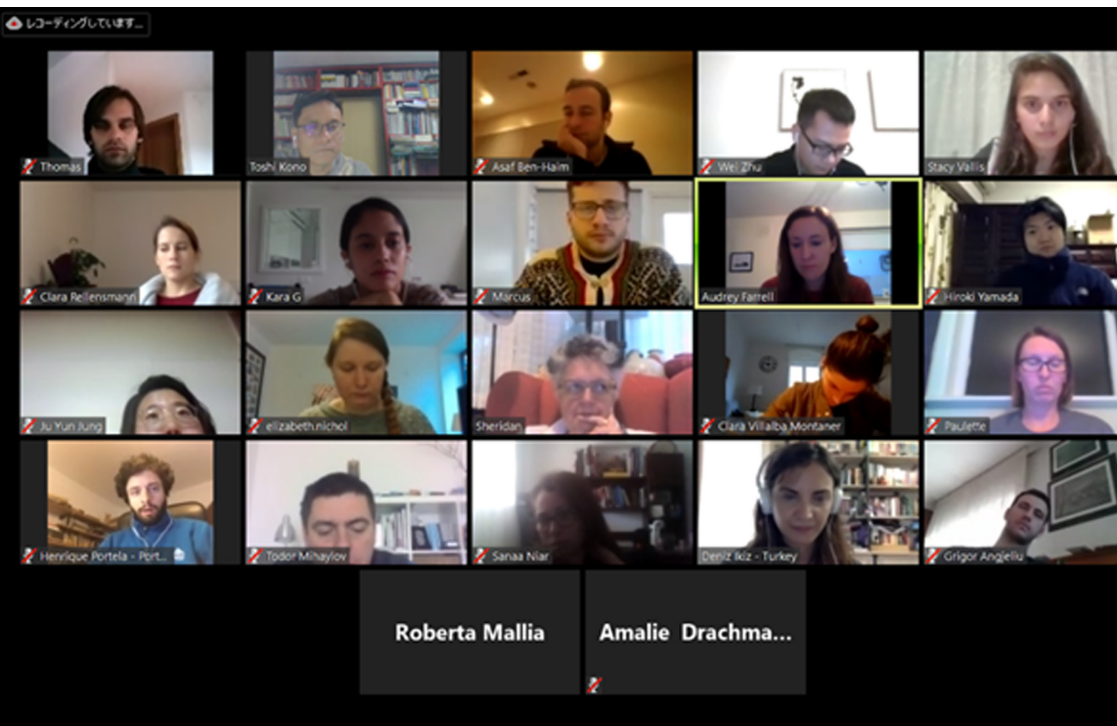 レコーディングしています...
Thomas
Toshi Kono
Asaf Ben-Haim
Wei Zhu
Stacy Vallis
Clara Rellensmann
Kara G
Marcus
Audrey Farrell
Hiroki Yamada
Ju Yun Jung
elizabeth.nichol
Sheridan
Clara Villalba Montaner
Paulette
Henrique Portela - Port...
Todor Mihaylov
Sanaa Niar
Deniz Ikiz - Turkey
Grigor Angjeliu
Roberta Mallia
Amalie Drachma...